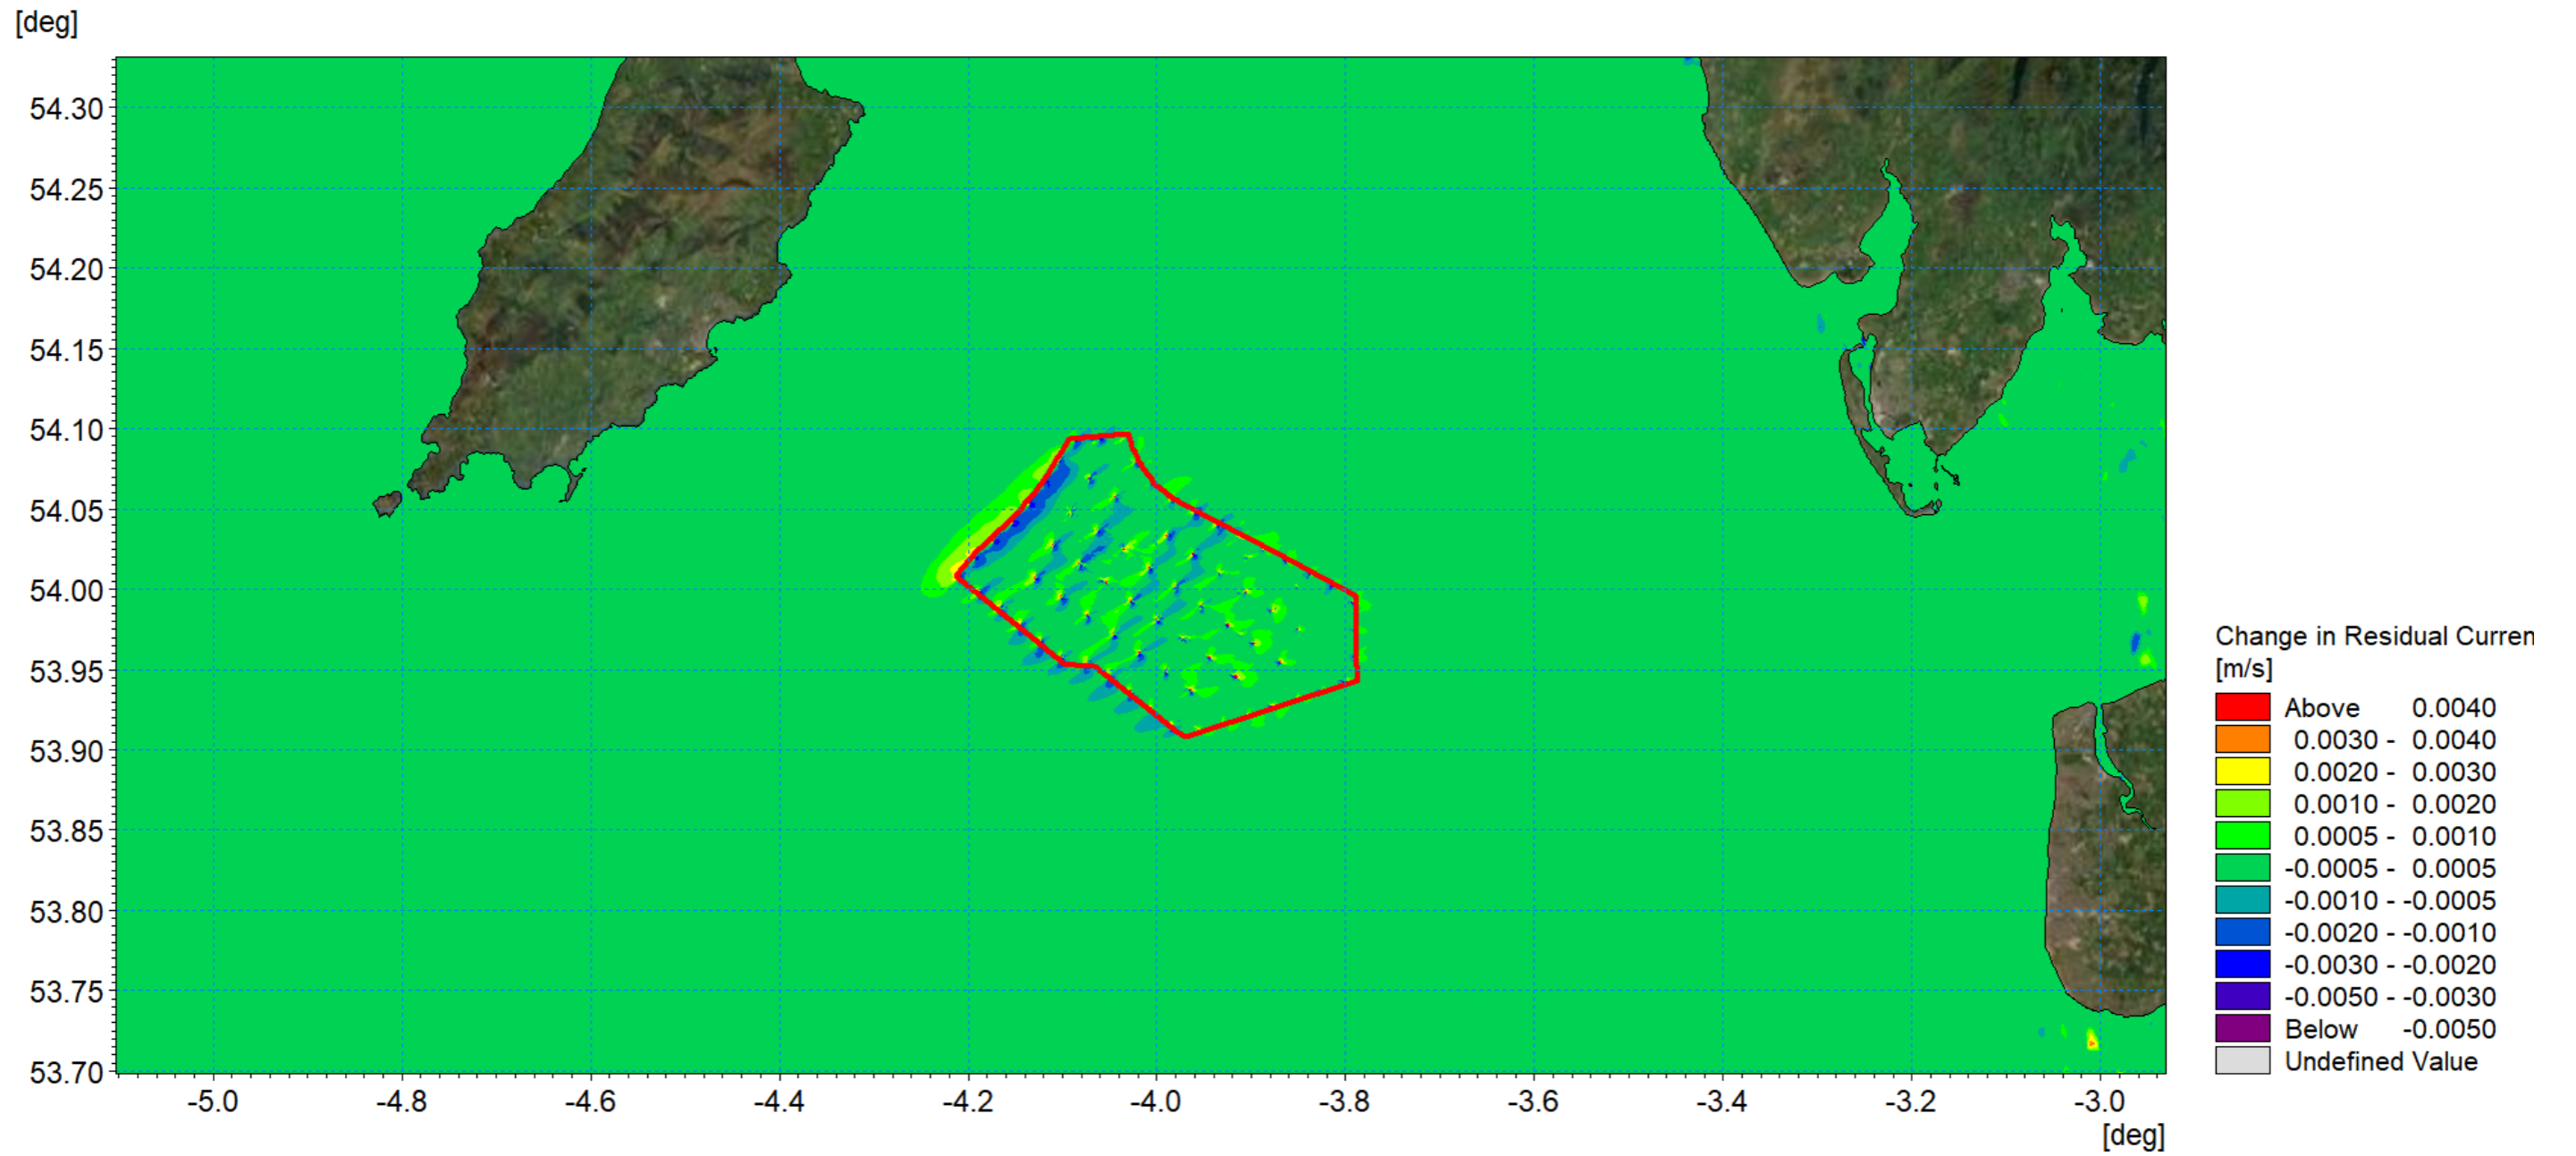 [deg]
54.30
54.25
54.20
54.15
54.10
54.05
54.00
53.95
53.90
53.85
53.80
53.75
53.70
-5.0 -4.8 -4.6 -4.4 -4.2 -4.0 -3.8 -3.6 -3.4 -3.2 -3.0
[deg]
Change in Residual Curren
[m/s]
Above 0.0040
0.0030 - 0.0040
0.0020 - 0.0030
0.0010 - 0.0020
0.0005 - 0.0010
-0.0005 - 0.0005
-0.0010 - -0.0005
-0.0020 - -0.0010
-0.0030 - -0.0020
-0.0050 - -0.0030
Below -0.0050
Undefined Value